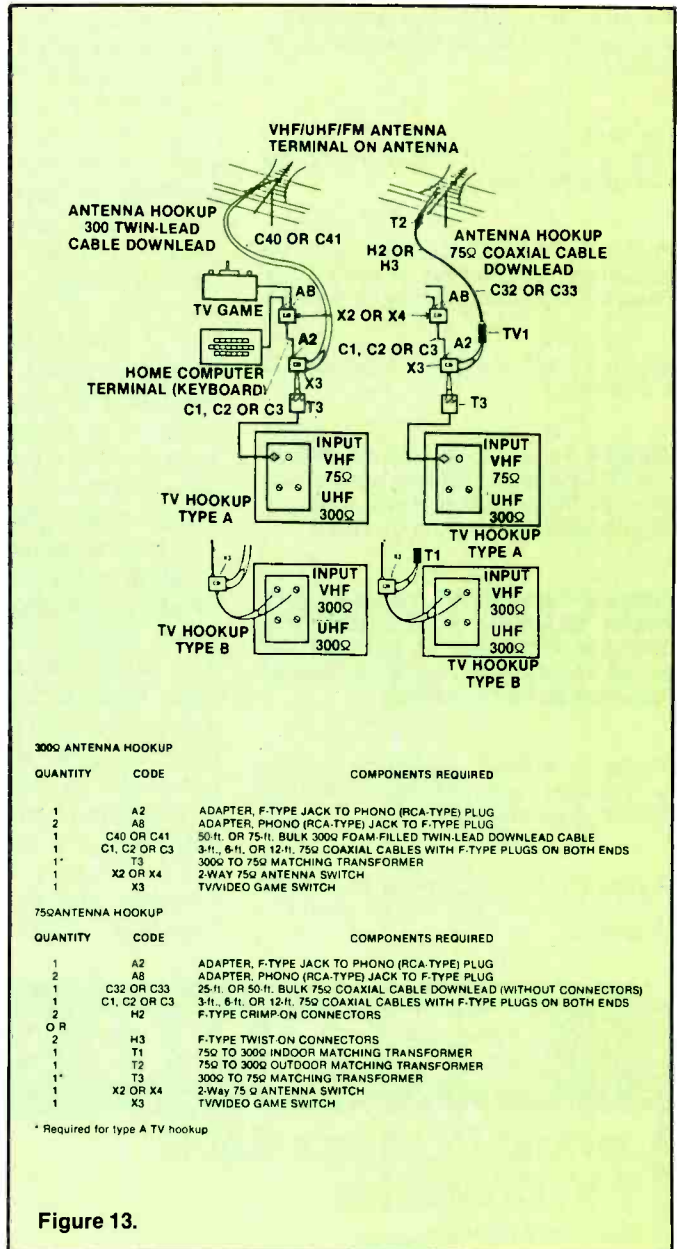 VHF/UHF/FM ANTENNA
TERMINAL ON ANTENNA
ANTENNA HOOKUP
300 TWIN-LEAD
CABLE DOWNLEAD
C40 OR C41
TV GAME
A8
X2 OR X4
A2
HOME COMPUTER
TERMINAL (KEYBOARD)
X3
C1, C2 OR C3
T3
INPUT
VHF
75Ω
UHF
300Ω
TV HOOKUP
TYPE A
X3
INPUT
VHF
300Ω
UHF
300Ω
TV HOOKUP
TYPE B
T2
H2 OR
H3
ANTENNA HOOKUP
75Ω COAXIAL CABLE
DOWNLEAD
C32 OR C33
A8
TV1
C1, C2 OR C3
A2
X3
T3
INPUT
VHF
75Ω
UHF
300Ω
TV HOOKUP
TYPE A
X3
T1
INPUT
VHF
300Ω
UHF
300Ω
TV HOOKUP
TYPE B
300Ω ANTENNA HOOKUP
QUANTITY CODE COMPONENTS REQUIRED
1 A2 ADAPTER, F-TYPE JACK TO PHONO (RCA-TYPE) PLUG
2 A8 ADAPTER, PHONO (RCA-TYPE) JACK TO F-TYPE PLUG
1 C40 OR C41 50-ft. OR 75-ft. BULK 300Ω FOAM-FILLED TWIN-LEAD DOWNLEAD CABLE
1 C1, C2 OR C3 3-ft., 6-ft. OR 12-ft. 75Ω COAXIAL CABLES WITH F-TYPE PLUGS ON BOTH ENDS
1* T3 300Ω TO 75Ω MATCHING TRANSFORMER
1 X2 OR X4 2-WAY 75Ω ANTENNA SWITCH
1 X3 TV/VIDEO GAME SWITCH
75ΩANTENNA HOOKUP
QUANTITY CODE COMPONENTS REQUIRED
1 A2 ADAPTER, F-TYPE JACK TO PHONO (RCA-TYPE) PLUG
2 A8 ADAPTER, PHONO (RCA-TYPE) JACK TO F-TYPE PLUG
1 C32 OR C33 25-ft. OR 50-ft. BULK 75Ω COAXIAL CABLE DOWNLEAD (WITHOUT CONNECTORS)
1 C1, C2 OR C3 3-ft., 6-ft. OR 12-ft. 75Ω COAXIAL CABLES WITH F-TYPE PLUGS ON BOTH ENDS
2 H2 F-TYPE CRIMP-ON CONNECTORS
OR
2 H3 F-TYPE TWIST-ON CONNECTORS
1 T1 75Ω TO 300Ω INDOOR MATCHING TRANSFORMER
1 T2 75Ω TO 300Ω OUTDOOR MATCHING TRANSFORMER
1* T3 300Ω TO 75Ω MATCHING TRANSFORMER
1 X2 OR X4 2-Way 75 Ω ANTENNA SWITCH
1 X3 TV/VIDEO GAME SWITCH
* Required for type A TV hookup
Figure 13.